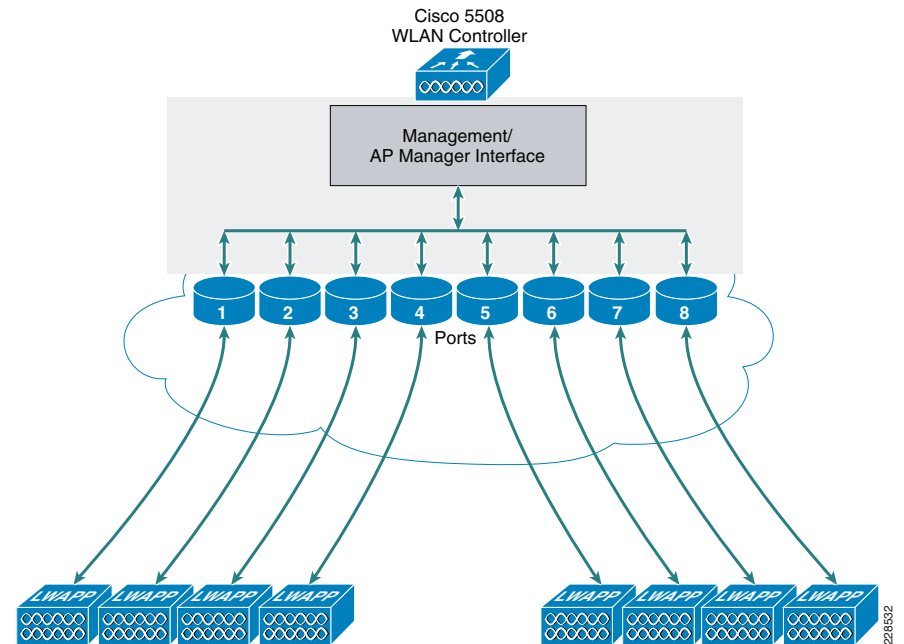 Cisco 5508
WLAN Controller
Management/
AP Manager Interface
1 2 3 4 5 6 7 8
Ports
LWAPP LWAPP LWAPP LWAPP LWAPP LWAPP LWAPP LWAPP
228532